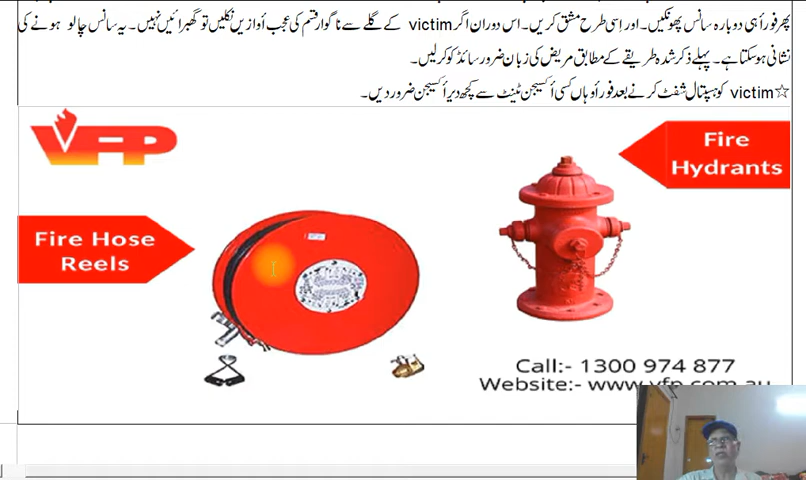 پھر فوراً ہی دوبارہ سانس پھونکیں۔ اور اِسی طرح مشق کریں۔ اس دوران اگر victim کے گلے سے ناگوار قسم کی عجب آوازیں نکلیں تو گھبرائیں نہیں۔ یہ سانس چالو ہونے کی
نشانی ہو سکتا ہے۔ پہلے ذکر شدہ طریقے کے مطابق مریض کی زبان ضرور سائڈ کو کر لیں۔
☆ victim کو ہسپتال شفٹ کرنے بعد فوراً وہاں کسی آکسیجن ٹینٹ سے کچھ دیر آکسیجن ضرور دیں۔
VFP
Fire
Hydrants
Fire Hose
Reels
Call:- 1300 974 877
Website:- www.vfp.com.au